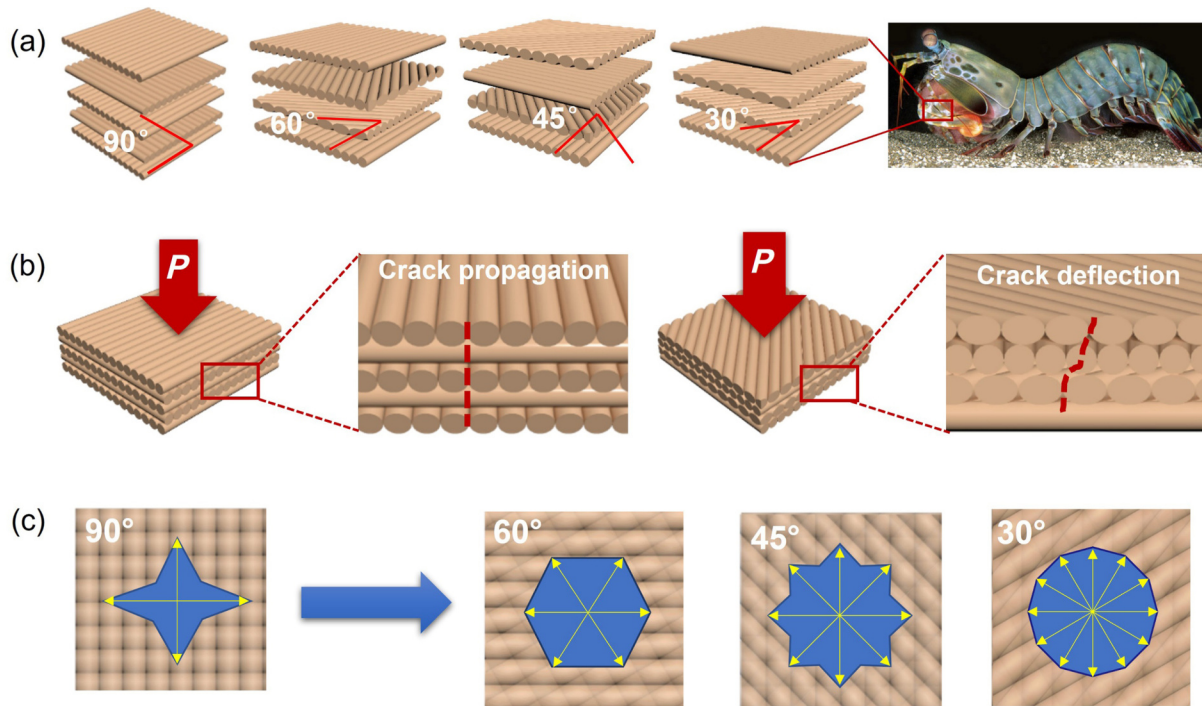 (a)
90°
60°
45°
30°
(b)
P
Crack propagation
P
Crack deflection
(c)
90°
60°
45°
30°